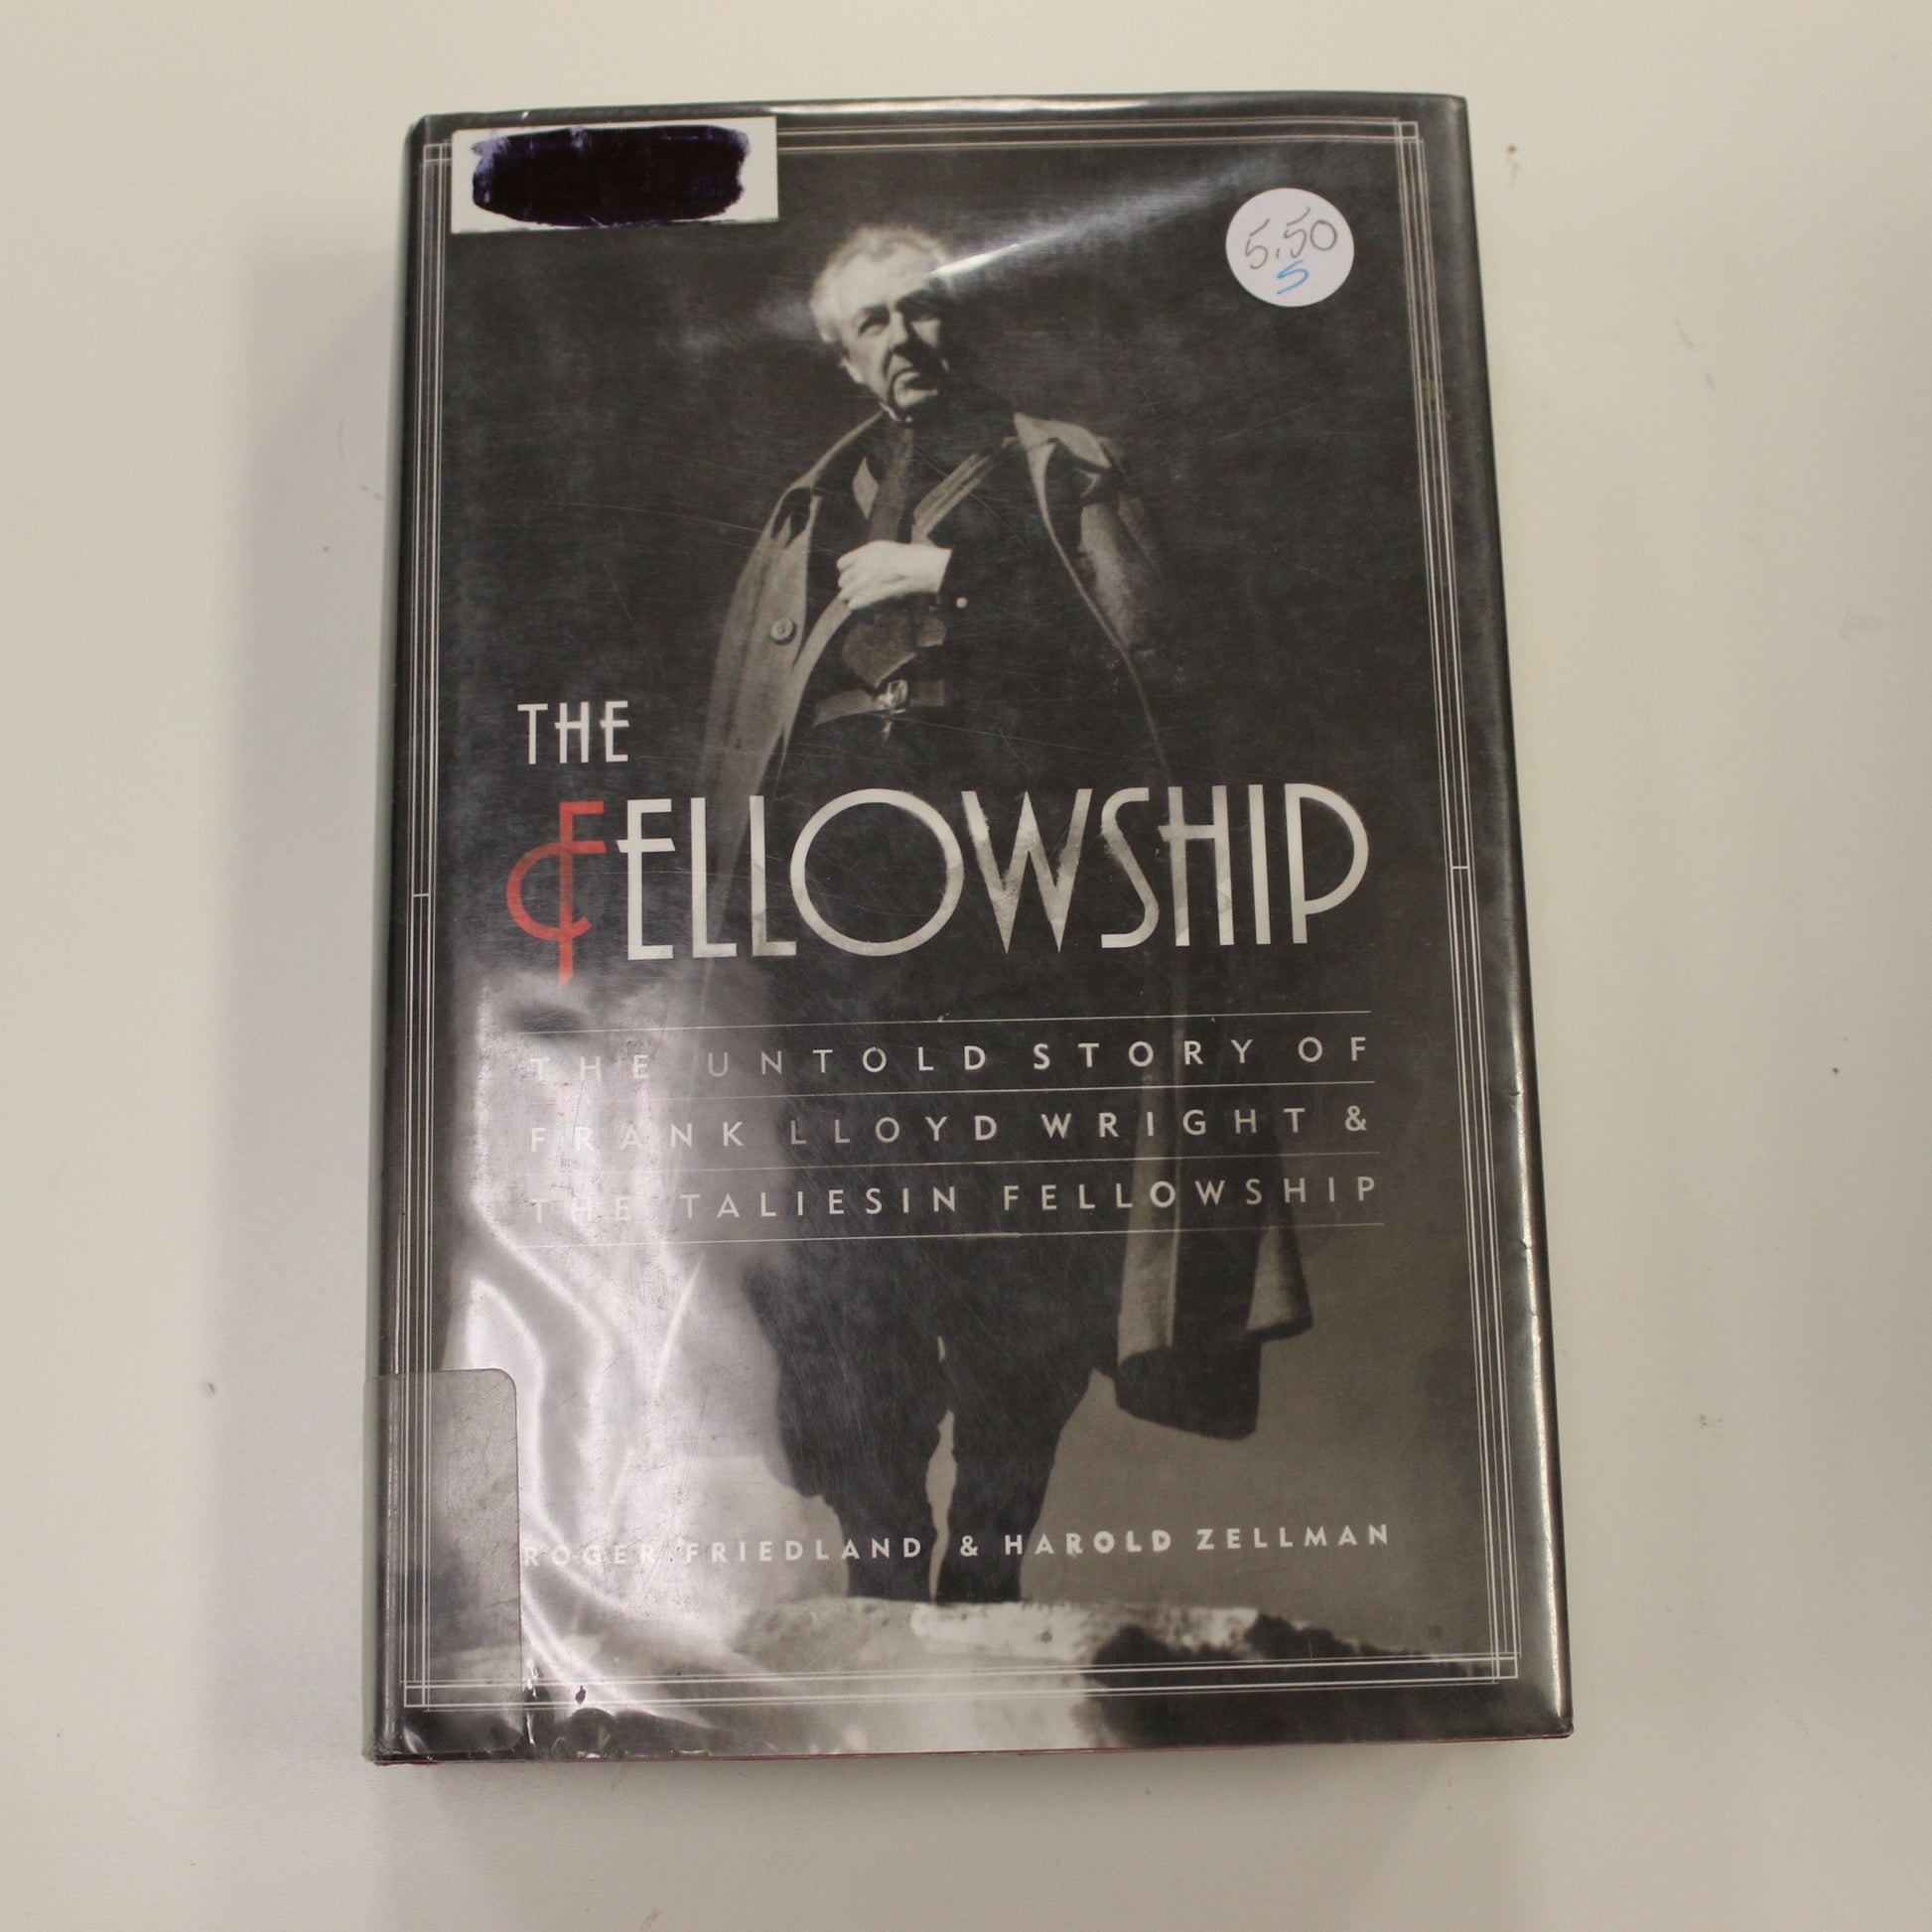 5.50
5
THE
FELLOWSHIP
THE UNTOLD STORY OF
FRANK LLOYD WRIGHT &
THE TALIESIN FELLOWSHIP
ROGER FRIEDLAND & HAROLD ZELLMAN